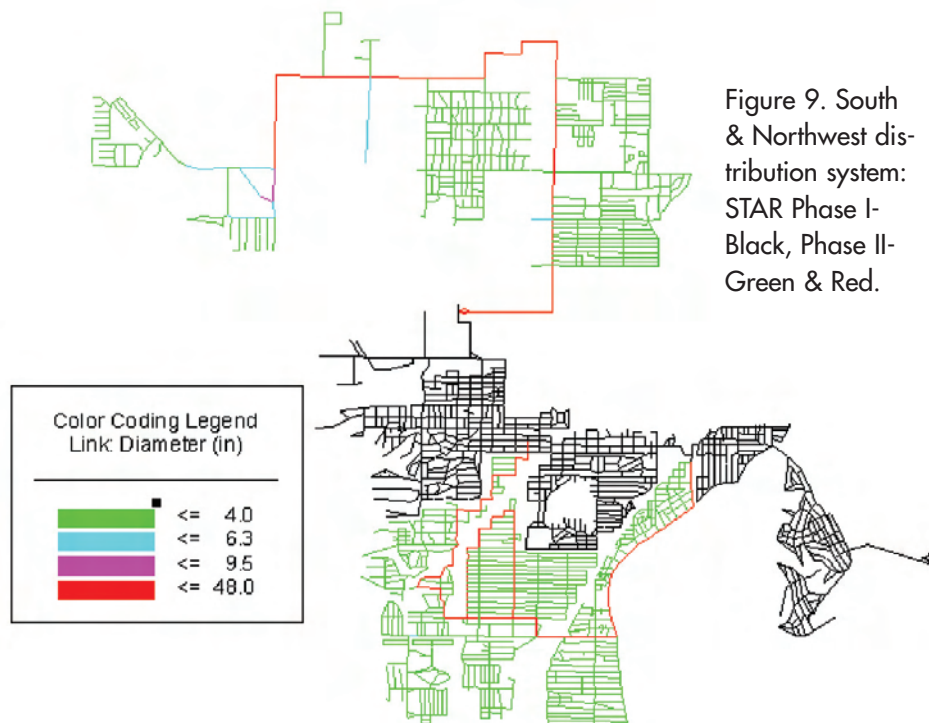 Figure 9. South
& Northwest dis-
tribution system:
STAR Phase I-
Black, Phase II-
Green & Red.
Color Coding Legend
Link: Diameter (in)
<= 4.0
<= 6.3
<= 9.5
<= 48.0